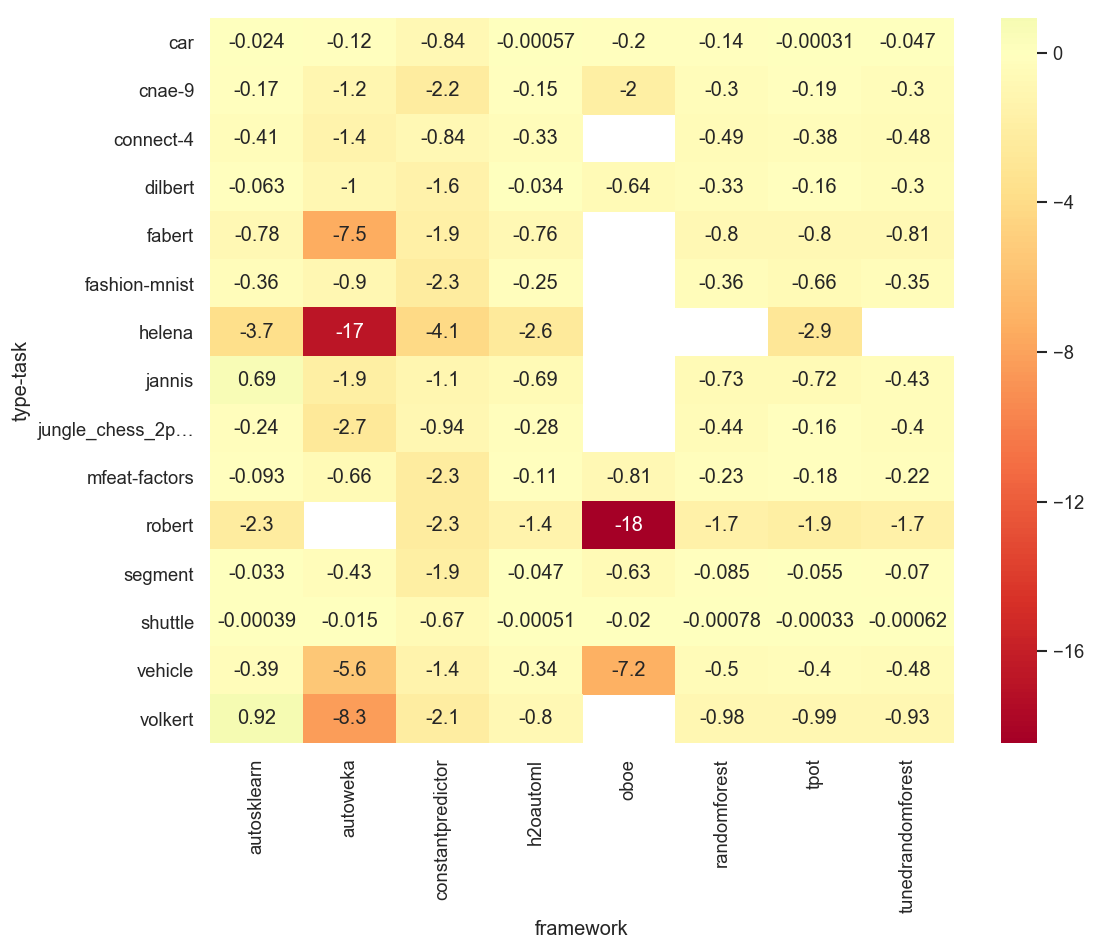 car -0.024 -0.12 -0.84 -0.00057 -0.2 -0.14 -0.00031 -0.047
cnae-9 -0.17 -1.2 -2.2 -0.15 -2 -0.3 -0.19 -0.3
connect-4 -0.41 -1.4 -0.84 -0.33 -0.49 -0.38 -0.48
dilbert -0.063 -1 -1.6 -0.034 -0.64 -0.33 -0.16 -0.3
fabert -0.78 -7.5 -1.9 -0.76 -0.8 -0.8 -0.81
fashion-mnist -0.36 -0.9 -2.3 -0.25 -0.36 -0.66 -0.35
helena -3.7 -17 -4.1 -2.6 -2.9
jannis 0.69 -1.9 -1.1 -0.69 -0.73 -0.72 -0.43
jungle_chess_2p… -0.24 -2.7 -0.94 -0.28 -0.44 -0.16 -0.4
mfeat-factors -0.093 -0.66 -2.3 -0.11 -0.81 -0.23 -0.18 -0.22
robert -2.3 -2.3 -1.4 -18 -1.7 -1.9 -1.7
segment -0.033 -0.43 -1.9 -0.047 -0.63 -0.085 -0.055 -0.07
shuttle -0.00039 -0.015 -0.67 -0.00051 -0.02 -0.00078 -0.00033 -0.00062
vehicle -0.39 -5.6 -1.4 -0.34 -7.2 -0.5 -0.4 -0.48
volkert 0.92 -8.3 -2.1 -0.8 -0.98 -0.99 -0.93
type-task
autosklearn
autoweka
constantpredictor
h2oautoml
oboe
randomforest
tpot
tunedrandomforest
framework
0
−4
−8
−12
−16